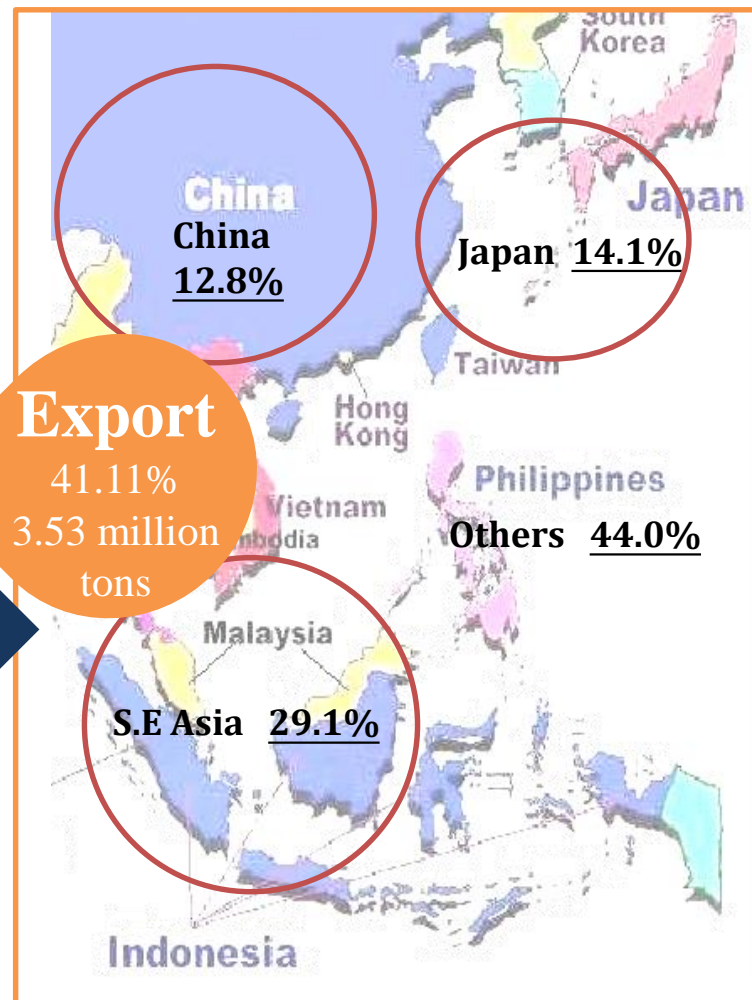 South
Korea
China
Japan
China
12.8%
Japan 14.1%
Taiwan
Export
41.11%
3.53 million
tons
Hong
Kong
Philippines
Vietnam
Others 44.0%
Malaysia
S.E Asia 29.1%
Indonesia